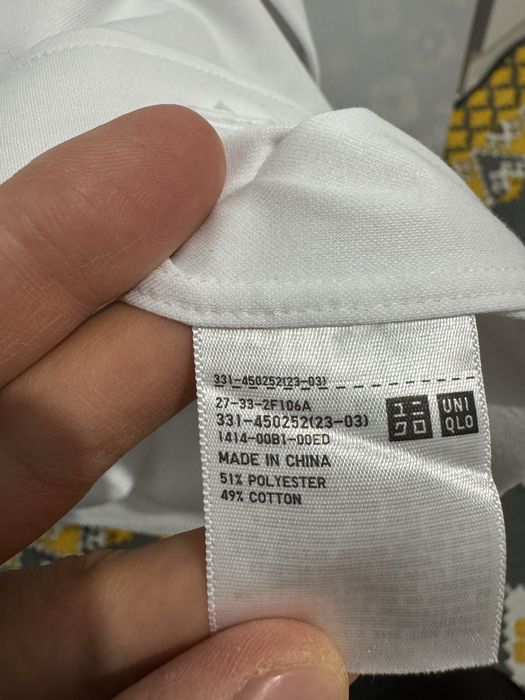 331-450252(23-03)
27-33-2F106A
331-450252(23-03)
1414-00B1-00ED
MADE IN CHINA
51% POLYESTER
49% COTTON
ユニ
クロ
UNI
QLO